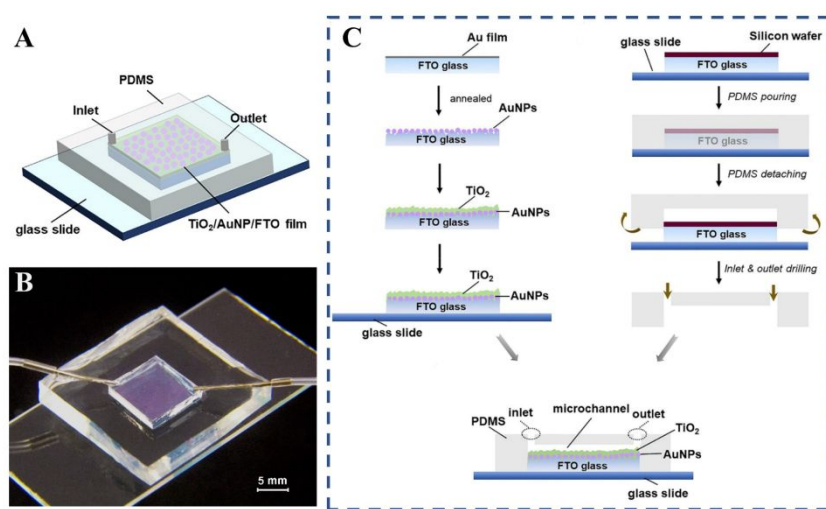 A
PDMS
Inlet
Outlet
glass slide
TiO₂/AuNP/FTO film
B
5 mm
C
Au film
FTO glass
annealed
AuNPs
FTO glass
TiO₂
AuNPs
FTO glass
TiO₂
AuNPs
FTO glass
glass slide
Silicon wafer
glass slide
FTO glass
PDMS pouring
FTO glass
PDMS detaching
FTO glass
Inlet & outlet drilling
microchannel
inlet
outlet
PDMS
TiO₂
AuNPs
FTO glass
glass slide